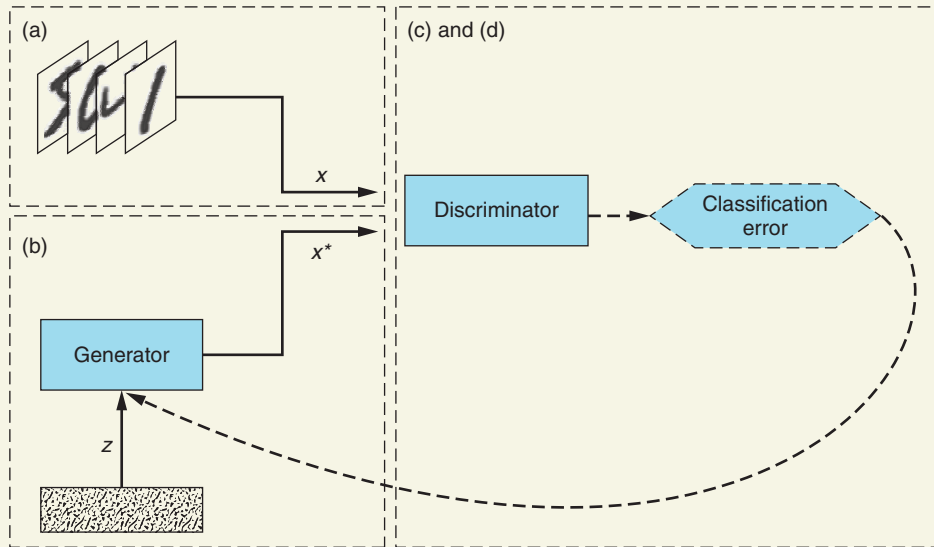 (a)
x
(b)
x*
Generator
z
(c) and (d)
Discriminator
Classification
error